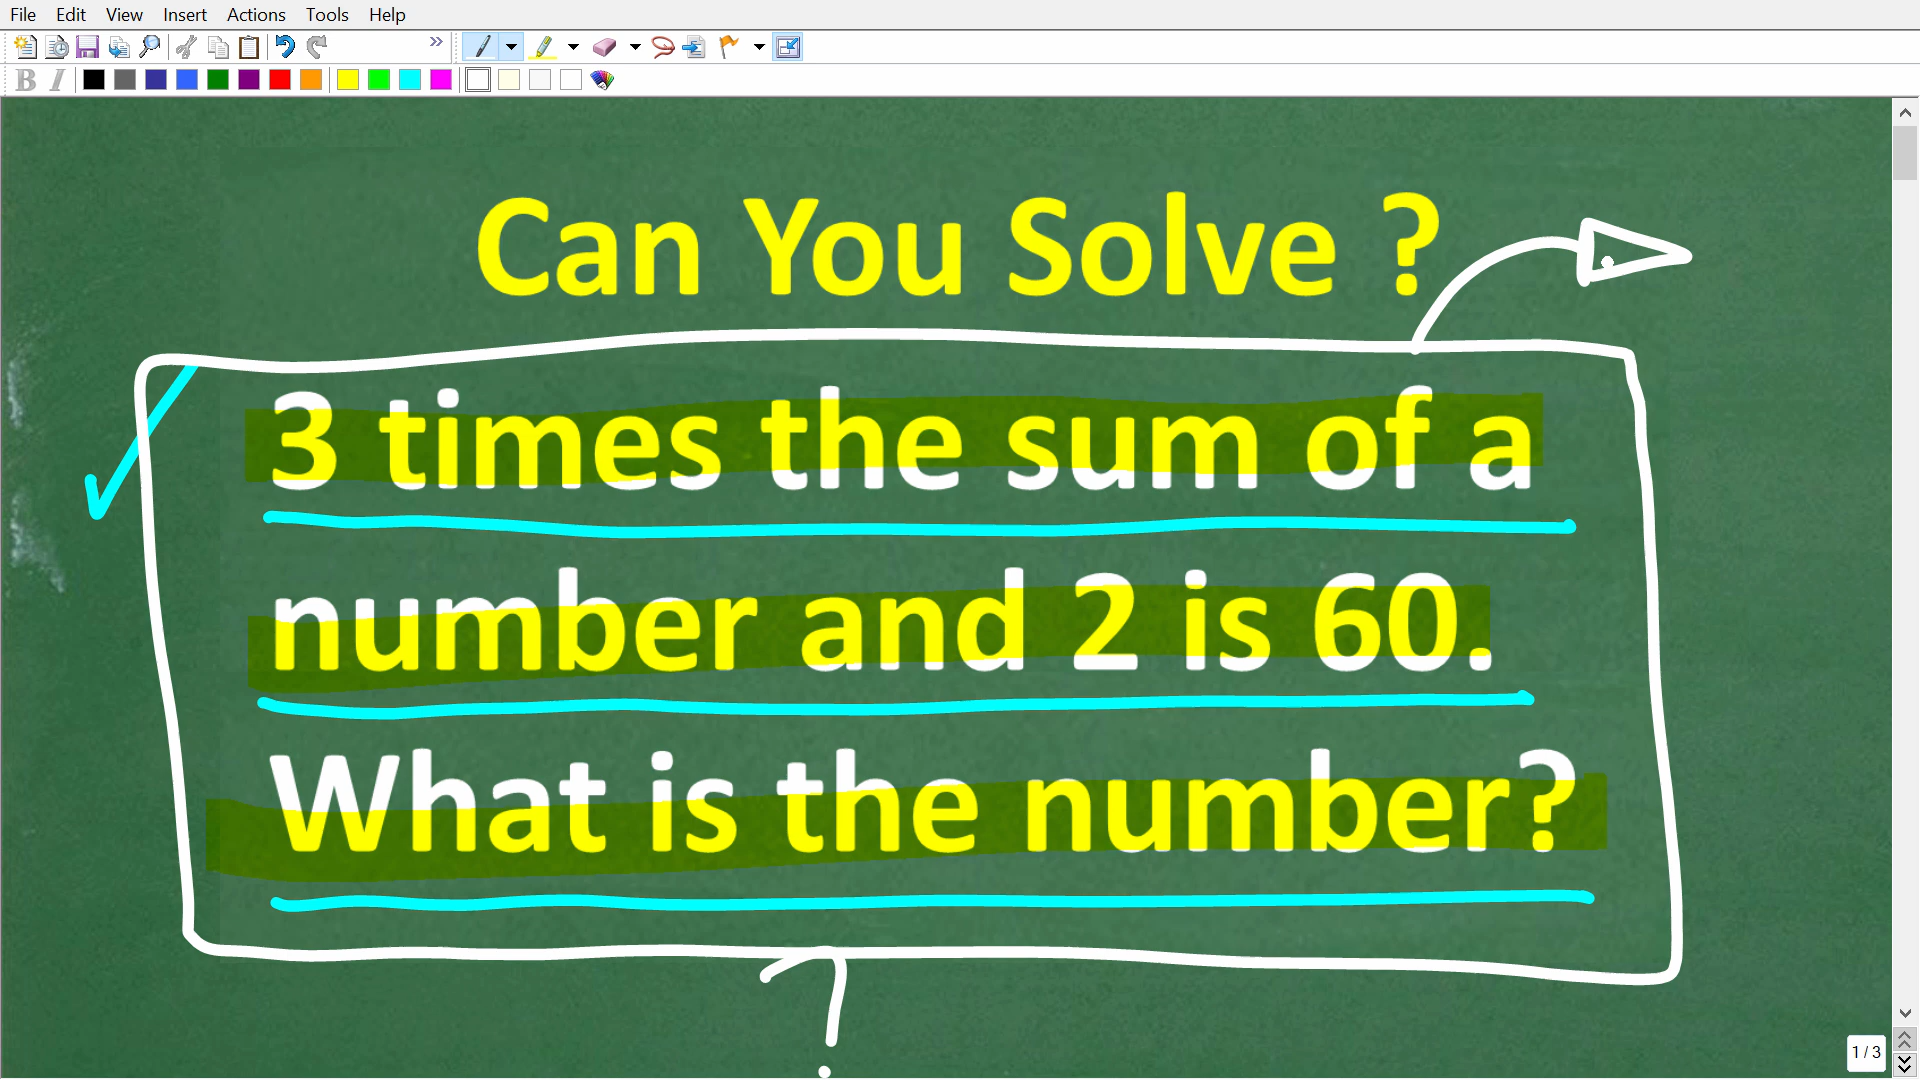 File Edit View Insert Actions Tools Help
B I
Can You Solve ?
3 times the sum of a
number and 2 is 60.
What is the number?
?
1 / 3